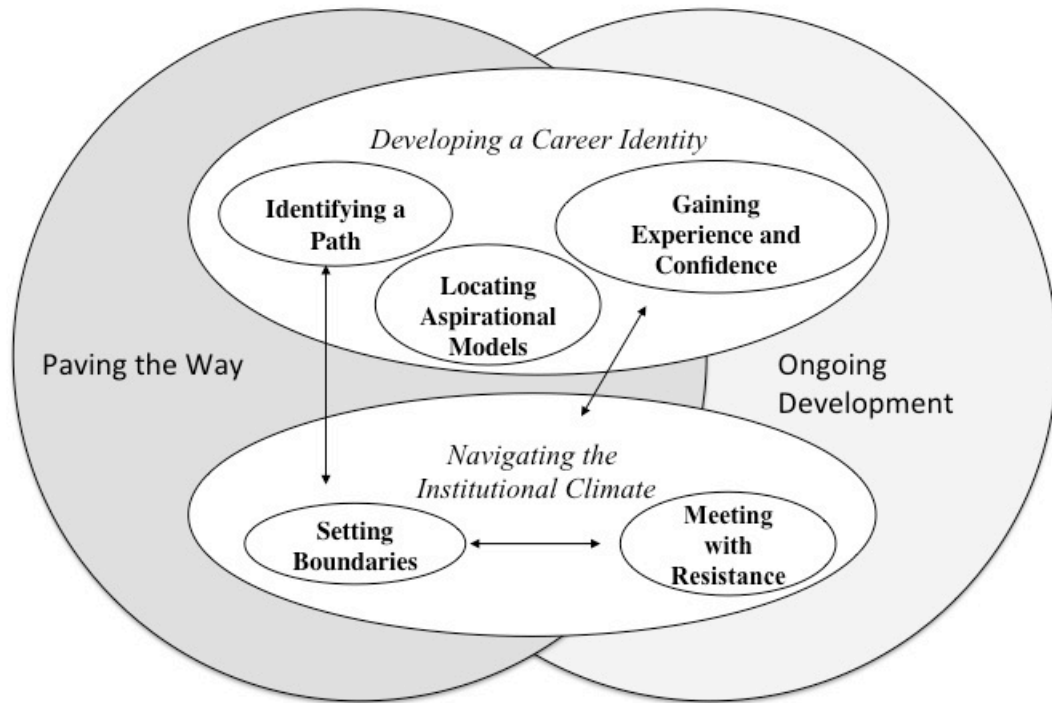 Developing a Career Identity
Identifying a
Path
Gaining
Experience and
Confidence
Locating
Aspirational
Models
Paving the Way
Ongoing
Development
Navigating the
Institutional Climate
Setting
Boundaries
Meeting
with
Resistance